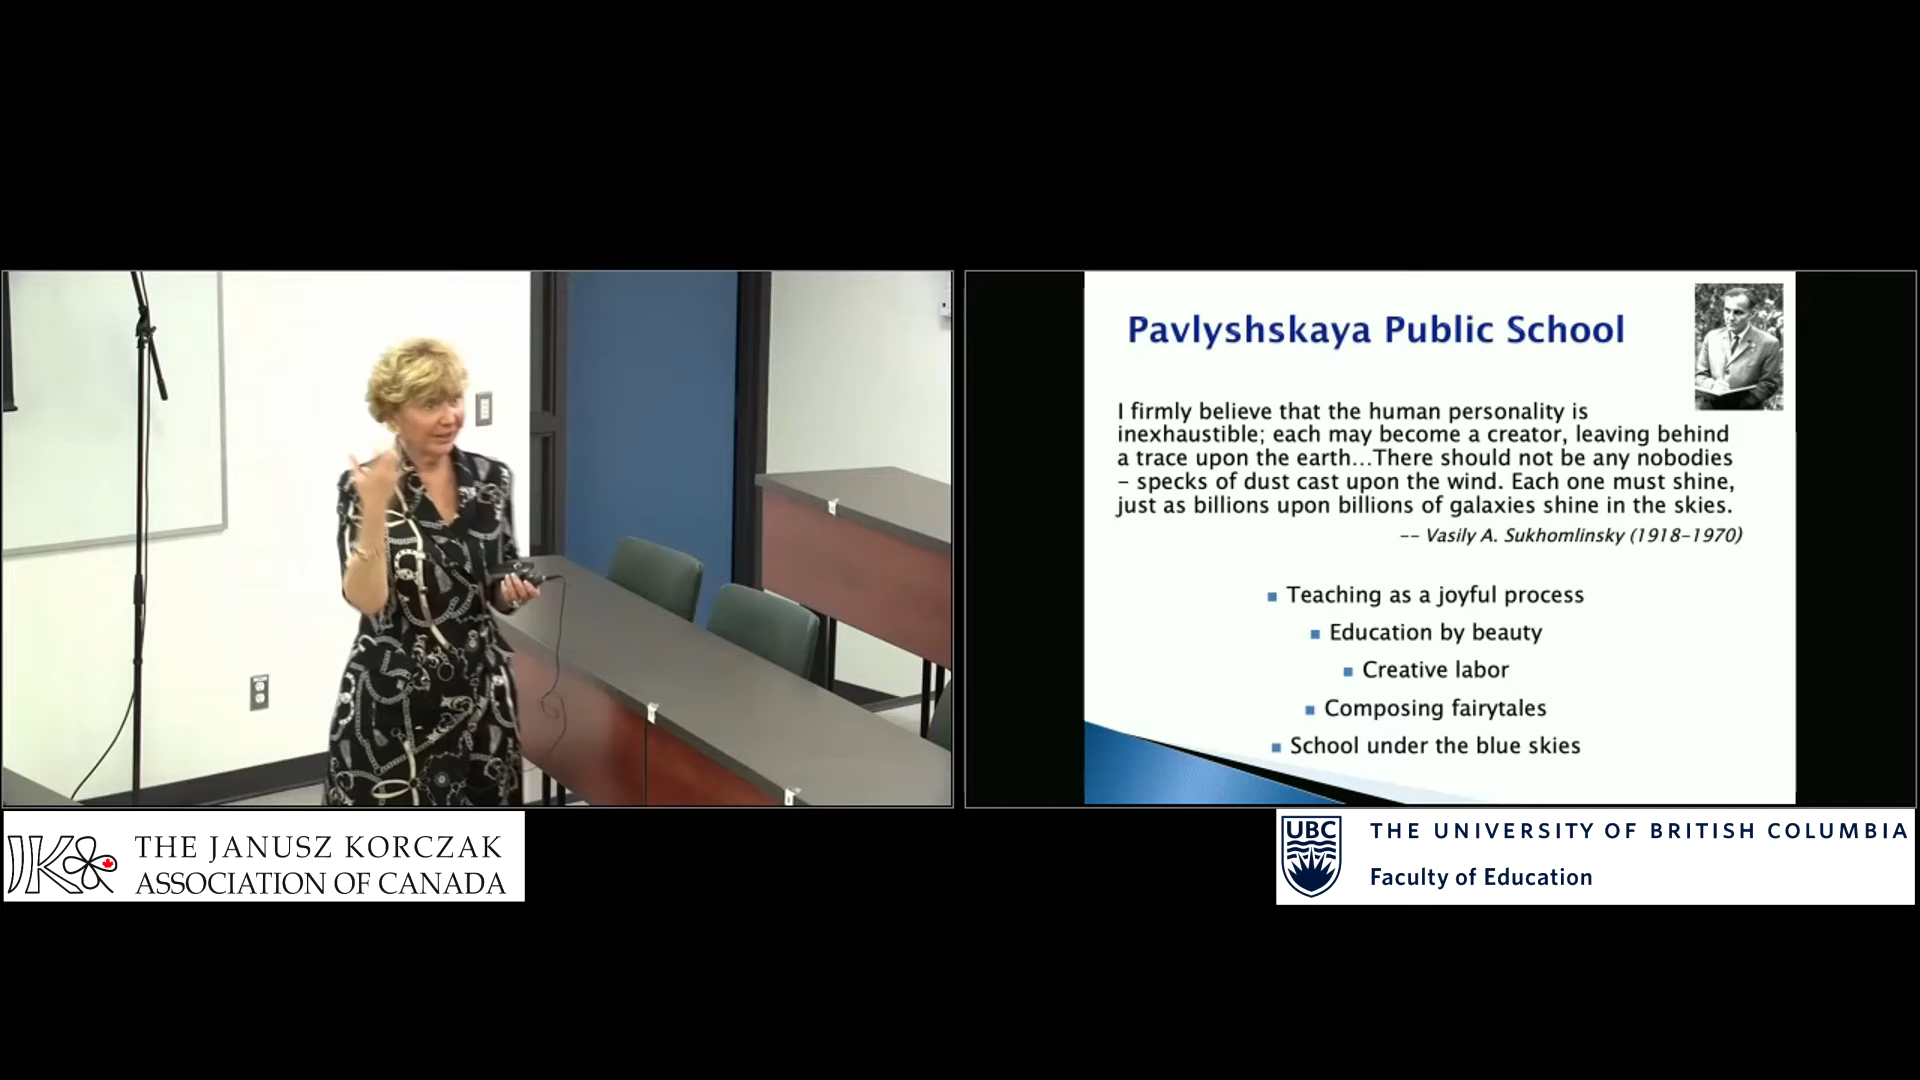 Pavlyshskaya Public School
I firmly believe that the human personality is
inexhaustible; each may become a creator, leaving behind
a trace upon the earth...There should not be any nobodies
– specks of dust cast upon the wind. Each one must shine,
just as billions upon billions of galaxies shine in the skies.
-- Vasily A. Sukhomlinsky (1918-1970)
Teaching as a joyful process
Education by beauty
Creative labor
Composing fairytales
School under the blue skies
JK
THE JANUSZ KORCZAK
ASSOCIATION OF CANADA
UBC
THE UNIVERSITY OF BRITISH COLUMBIA
Faculty of Education